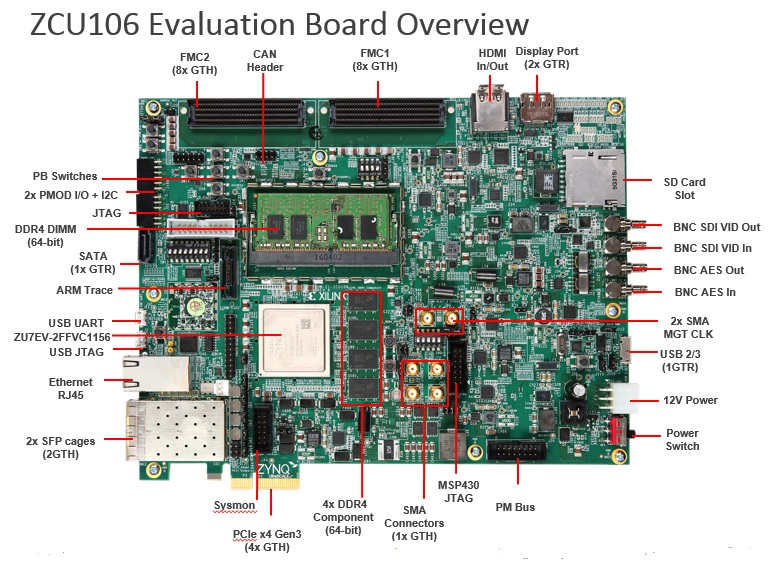 ZCU106 Evaluation Board Overview
FMC2
(8x GTH)
CAN
Header
FMC1
(8x GTH)
HDMI
In/Out
Display Port
(2x GTR)
PB Switches
2x PMOD I/O + I2C
JTAG
DDR4 DIMM
(64-bit)
SATA
(1x GTR)
ARM Trace
USB UART
ZU7EV-2FFVC1156
USB JTAG
Ethernet
RJ45
2x SFP cages
(2GTH)
SD Card
Slot
BNC SDI VID Out
BNC SDI VID In
BNC AES Out
BNC AES In
2x SMA
MGT CLK
USB 2/3
(1GTR)
12V Power
Power
Switch
XILINX
ZYNQ
ZYNQ
Sysmon
PCIe x4 Gen3
(4x GTH)
4x DDR4
Component
(64-bit)
SMA
Connectors
(1x GTH)
MSP430
JTAG
PM Bus